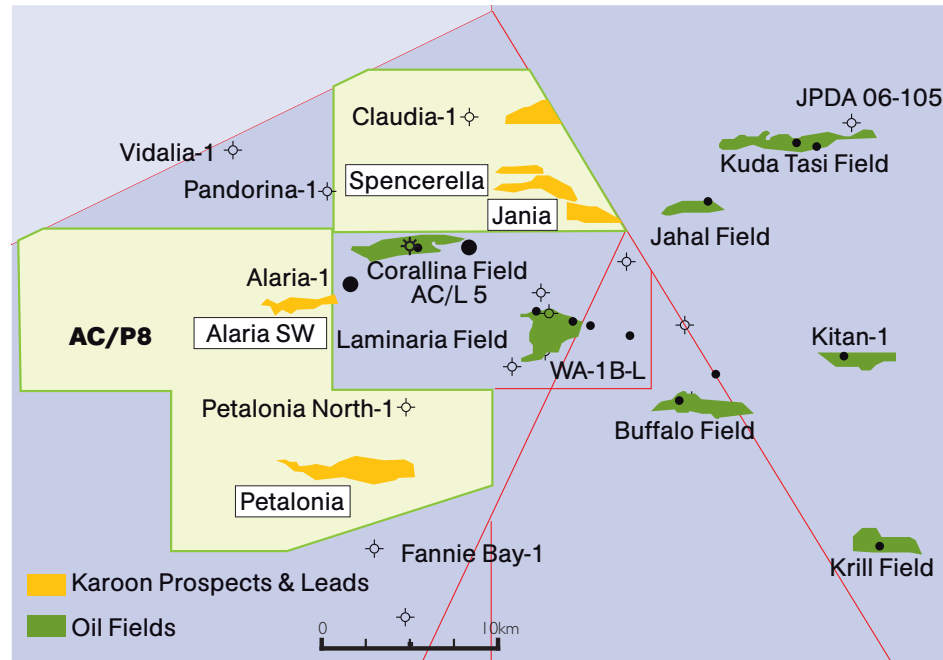 JPDA 06-105
Claudia-1
Vidalia-1
Kuda Tasi Field
Pandorina-1
Spencerella
Jania
Jahal Field
Alaria-1
Corallina Field
AC/L 5
AC/P8
Alaria SW
Laminaria Field
Kitan-1
WA-1B-L
Petalonia North-1
Buffalo Field
Petalonia
Fannie Bay-1
Krill Field
Karoon Prospects & Leads
Oil Fields
0 10km